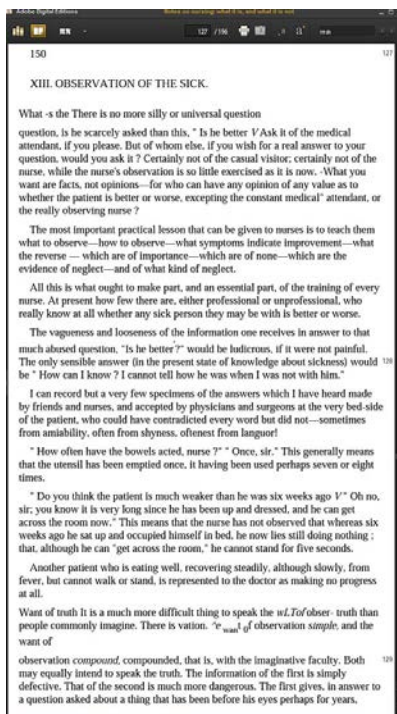 Adobe Digital Editions
Notes on nursing: what it is, and what it is not
127 /196
150
127
XIII. OBSERVATION OF THE SICK.
What -s the There is no more silly or universal question
question, is he scarcely asked than this, " Is he better V Ask it of the medical
attendant, if you please. But of whom else, if you wish for a real answer to your
question, would you ask it ? Certainly not of the casual visitor; certainly not of the
nurse, while the nurse's observation is so little exercised as it is now. -What you
want are facts, not opinions—for who can have any opinion of any value as to
whether the patient is better or worse, excepting the constant medical" attendant, or
the really observing nurse ?
The most important practical lesson that can be given to nurses is to teach them
what to observe—how to observe—what symptoms indicate improvement—what
the reverse — which are of importance—which are of none—which are the
evidence of neglect—and of what kind of neglect.
All this is what ought to make part, and an essential part, of the training of every
nurse. At present how few there are, either professional or unprofessional, who
really know at all whether any sick person they may be with is better or worse.
The vagueness and looseness of the information one receives in answer to that
much abused question, "Is he better?" would be ludicrous, if it were not painful.
The only sensible answer (in the present state of knowledge about sickness) would
128
be " How can I know ? I cannot tell how he was when I was not with him."
I can record but a very few specimens of the answers which I have heard made
by friends and nurses, and accepted by physicians and surgeons at the very bed-side
of the patient, who could have contradicted every word but did not—sometimes
from amiability, often from shyness, oftenest from languor!
" How often have the bowels acted, nurse ?" " Once, sir." This generally means
that the utensil has been emptied once, it having been used perhaps seven or eight
times.
" Do you think the patient is much weaker than he was six weeks ago V " Oh no,
sir; you know it is very long since he has been up and dressed, and he can get
across the room now." This means that the nurse has not observed that whereas six
weeks ago he sat up and occupied himself in bed, he now lies still doing nothing ;
that, although he can "get across the room," he cannot stand for five seconds.
Another patient who is eating well, recovering steadily, although slowly, from
fever, but cannot walk or stand, is represented to the doctor as making no progress
at all.
Want of truth It is a much more difficult thing to speak the wLTof obser- truth than
people commonly imagine. There is vation. ^e want of observation simple, and the
want of
observation compound, compounded, that is, with the imaginative faculty. Both
129
may equally intend to speak the truth. The information of the first is simply
defective. That of the second is much more dangerous. The first gives, in answer to
a question asked about a thing that has been before his eyes perhaps for years,